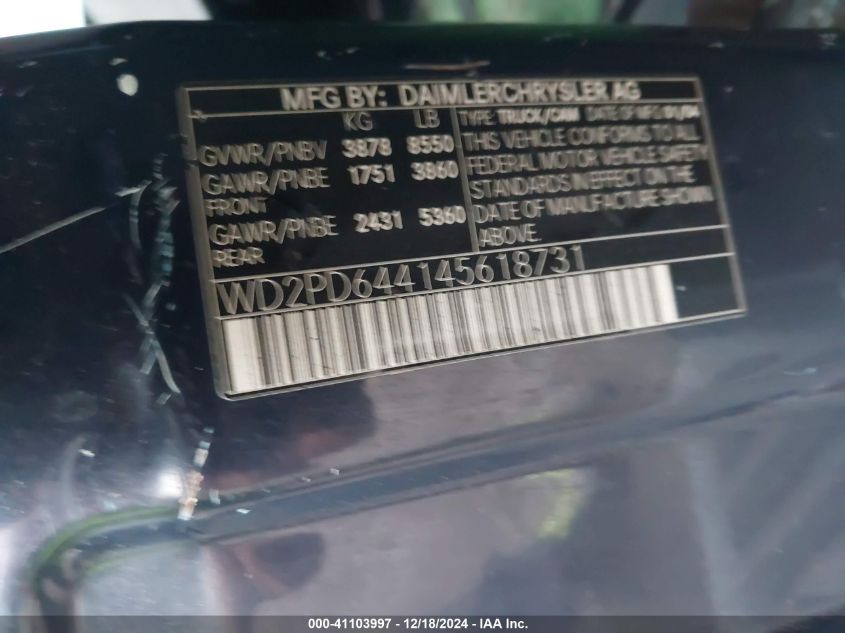 MFG BY: DAIMLERCHRYSLER AG
KG LB
GVWR/PNBV 3878 8550
GAWR/PNBE 1751 3860
FRONT
GAWR/PNBE 2431 5360
REAR
TYPE: TRUCK/CAM DATE OF MFG 01/04
THIS VEHICLE CONFORMS TO ALL
FEDERAL MOTOR VEHICLE SAFETY
STANDARDS IN EFFECT ON THE
DATE OF MANUFACTURE SHOWN
ABOVE.
WD2PD644145618731
000-41103997 - 12/18/2024 - IAA Inc.